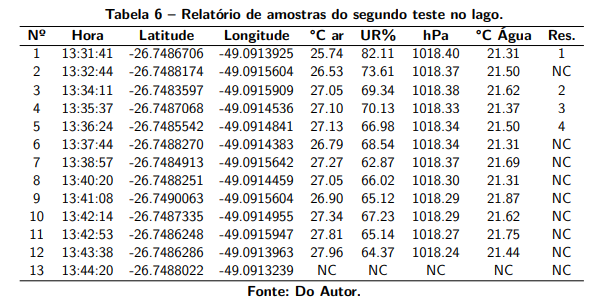 Tabela 6 – Relatório de amostras do segundo teste no lago.
Nº Hora Latitude Longitude °C ar UR% hPa °C Água Res.
1 13:31:41 -26.7486706 -49.0913925 25.74 82.11 1018.40 21.31 1
2 13:32:44 -26.7488174 -49.0915604 26.53 73.61 1018.37 21.50 NC
3 13:34:11 -26.7483597 -49.0915909 27.05 69.34 1018.38 21.62 2
4 13:35:37 -26.7487068 -49.0914536 27.10 70.13 1018.33 21.37 3
5 13:36:24 -26.7485542 -49.0914841 27.13 66.98 1018.34 21.50 4
6 13:37:44 -26.7488270 -49.0914383 26.79 68.54 1018.34 21.31 NC
7 13:38:57 -26.7484913 -49.0915642 27.27 62.87 1018.37 21.69 NC
8 13:40:20 -26.7488251 -49.0914459 27.05 66.02 1018.30 21.31 NC
9 13:41:08 -26.7490063 -49.0915604 26.90 65.12 1018.29 21.87 NC
10 13:42:14 -26.7487335 -49.0914955 27.34 67.23 1018.29 21.62 NC
11 13:42:53 -26.7486248 -49.0915947 27.81 65.14 1018.27 21.75 NC
12 13:43:38 -26.7486286 -49.0913963 27.96 64.37 1018.24 21.44 NC
13 13:44:20 -26.7488022 -49.0913239 NC NC NC NC NC
Fonte: Do Autor.